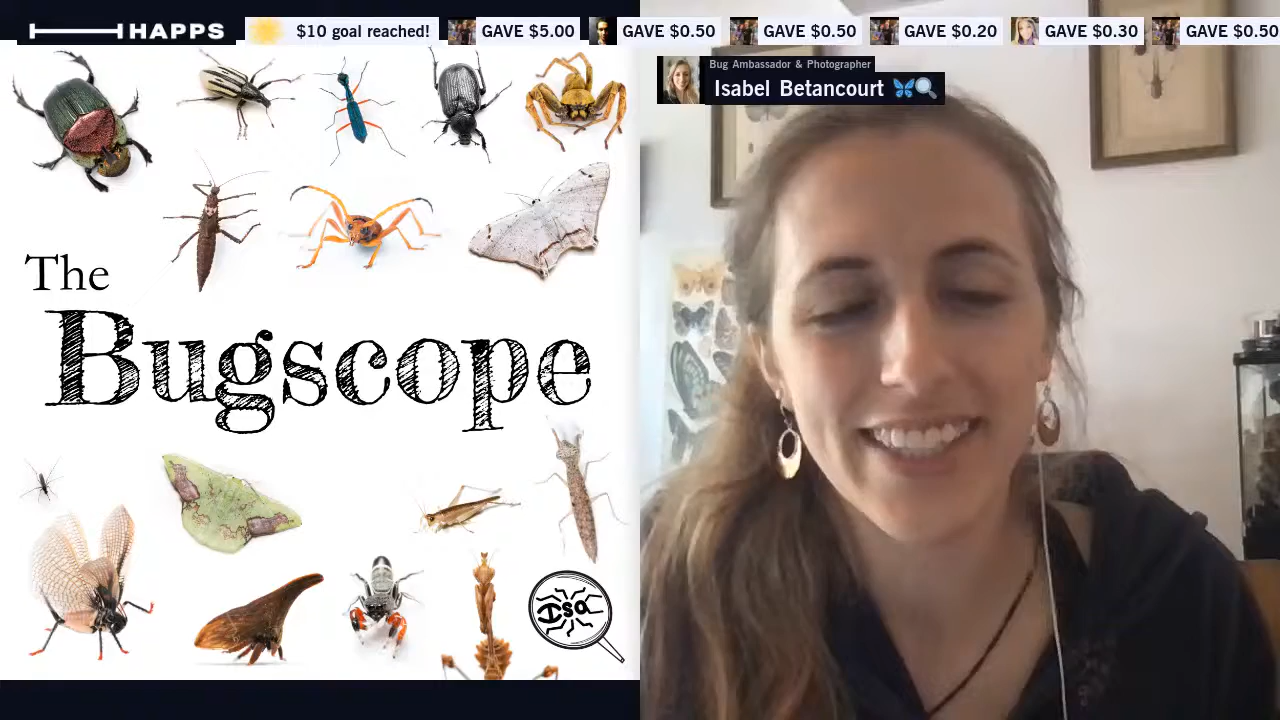 HAPPS
$10 goal reached!
GAVE $5.00
GAVE $0.50
GAVE $0.50
GAVE $0.20
GAVE $0.30
GAVE $0.50
Bug Ambassador & Photographer
Isabel Betancourt
The
Bugscope
Isa